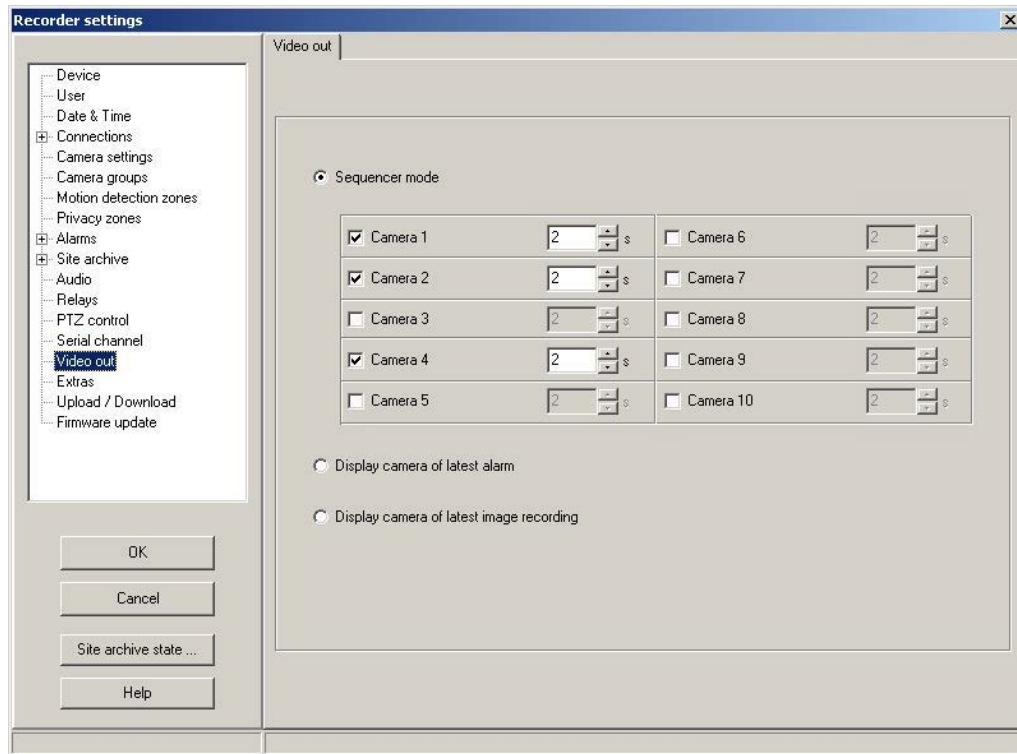 Recorder settings
Video out
Device
User
Date & Time
Connections
Camera settings
Camera groups
Motion detection zones
Privacy zones
Alarms
Site archive
Audio
Relays
PTZ control
Serial channel
Video out
Extras
Upload / Download
Firmware update
OK
Cancel
Site archive state ...
Help
Sequencer mode
Camera 1 2 s Camera 6 2 s
Camera 2 2 s Camera 7 2 s
Camera 3 2 s Camera 8 2 s
Camera 4 2 s Camera 9 2 s
Camera 5 2 s Camera 10 2 s
Display camera of latest alarm
Display camera of latest image recording